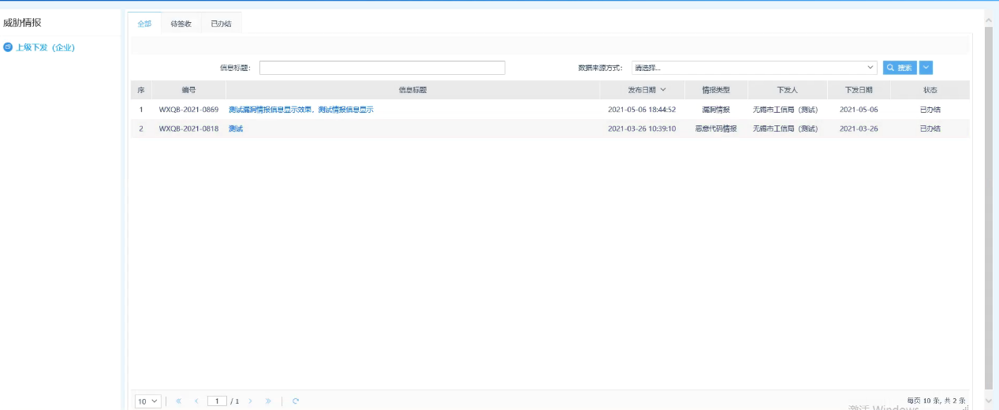 威胁情报
上级下发（企业）
全部 待签收 已办结
信息标题： 数据来源方式： 请选择... 搜索
序 编号 信息标题 发布日期 情报类型 下发人 下发日期 状态
1 WXQB-2021-0869 测试漏洞情报信息显示效果，测试情报信息显示 2021-05-06 18:44:52 漏洞情报 无锡市工信局（测试） 2021-05-06 已办结
2 WXQB-2021-0818 测试 2021-03-26 10:39:10 恶意代码情报 无锡市工信局（测试） 2021-03-26 已办结
10 1 / 1 每页 10 条, 共 2 条
激活 Windows